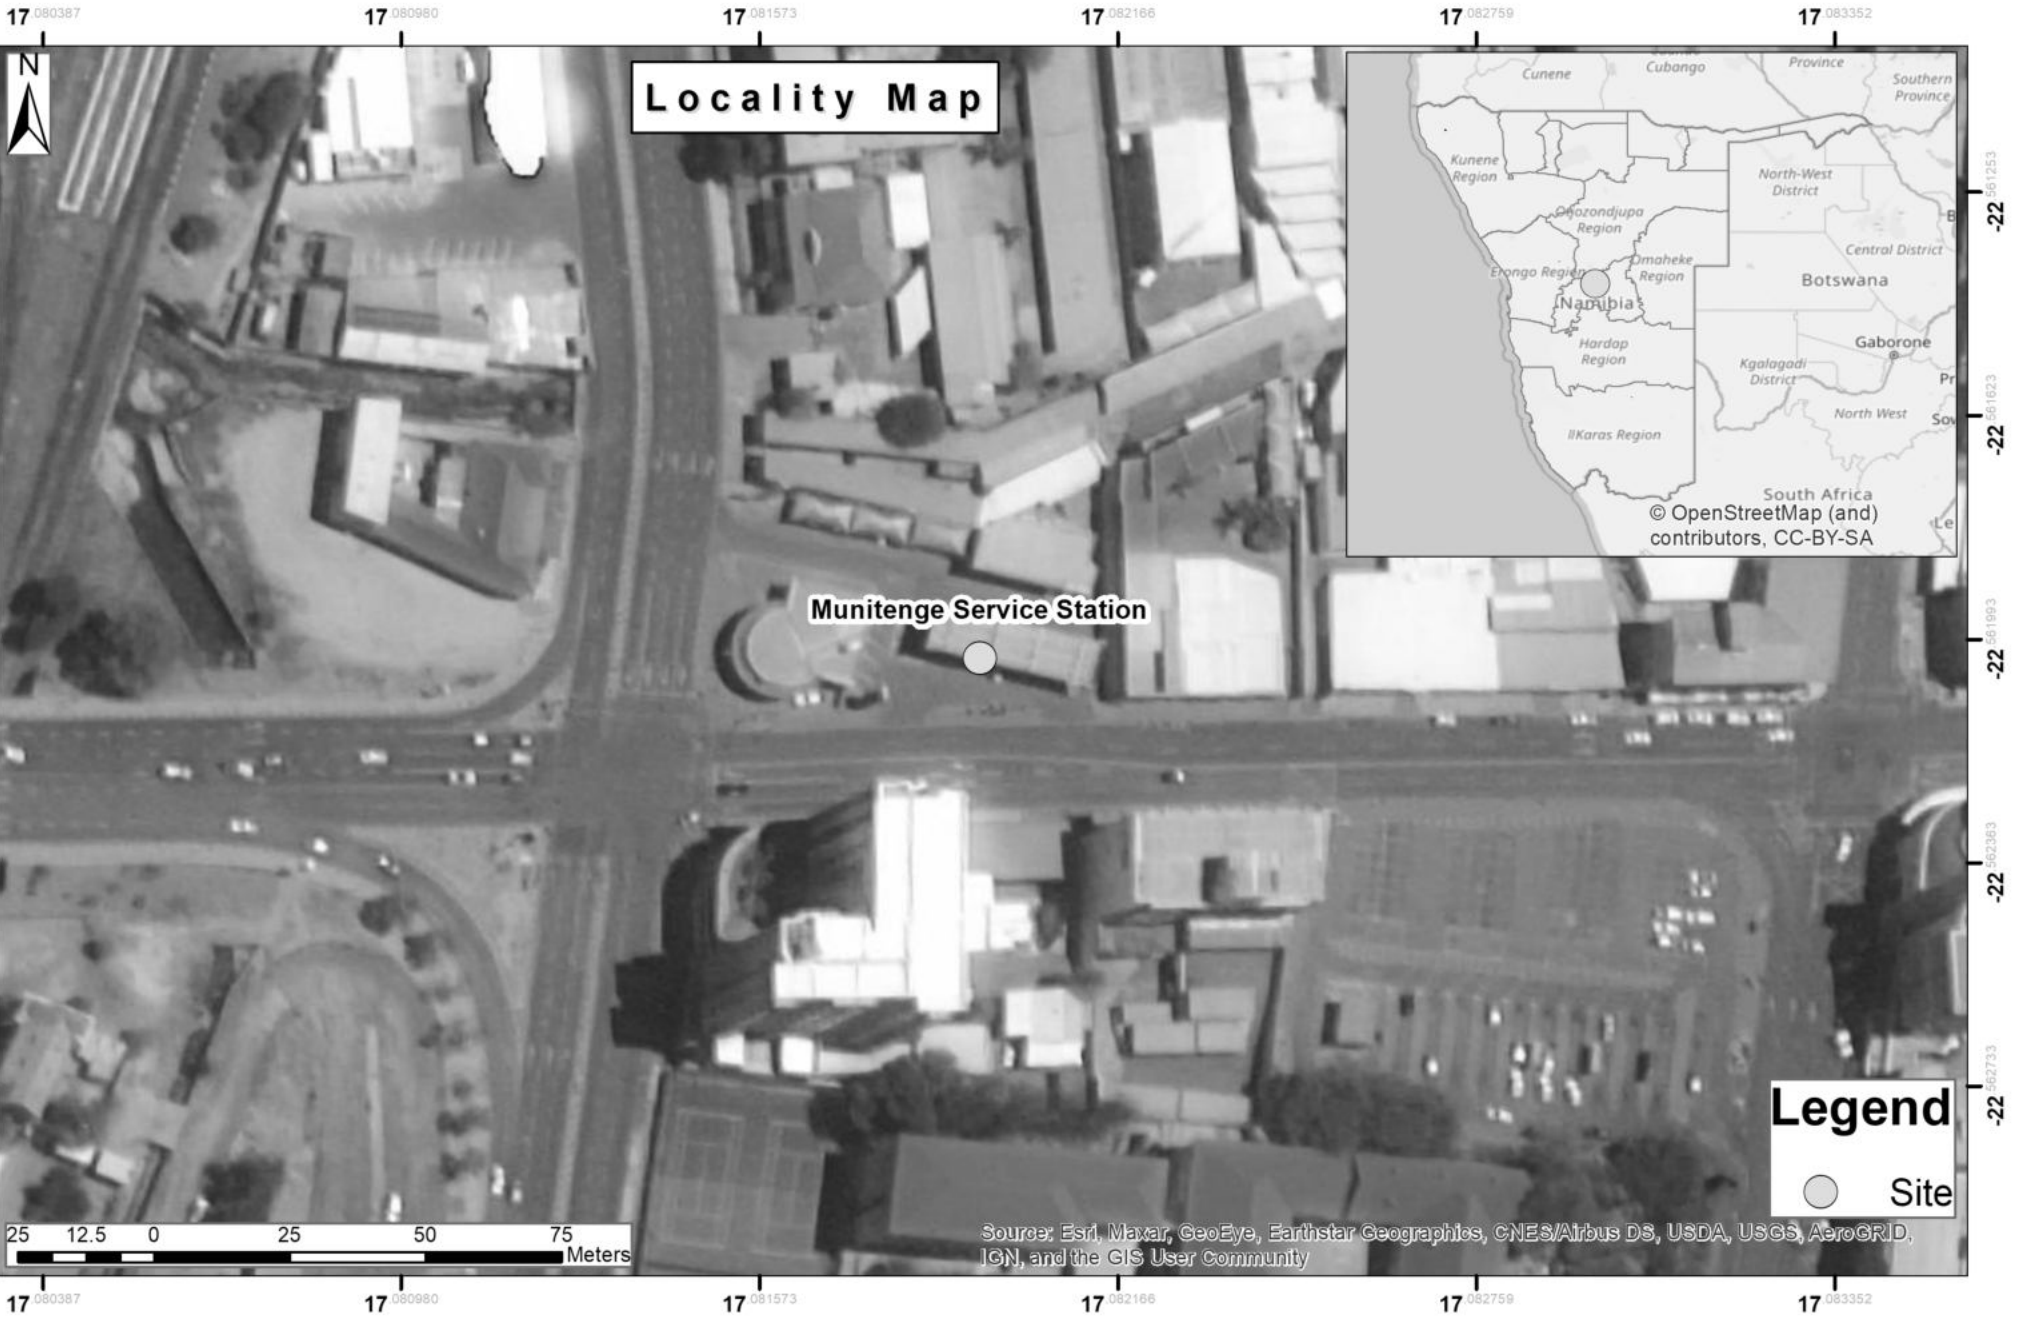 17.080387 17.080980 17.081573 17.082166 17.082759 17.083352
N
Locality Map
Cunene
Cubango
Province
Southern
Province
Kunene
Region
North-West
District
Otjozondjupa
Region
Central District
Erongo Region
Omaheke
Region
Botswana
Namibia
Hardap
Region
Gaborone
Kgalagadi
District
North West
IIKaras Region
South Africa
© OpenStreetMap (and)
contributors, CC-BY-SA
-22.561253
-22.561623
-22.561993
-22.562363
-22.562733
Munitenge Service Station
Legend
Site
25 12.5 0 25 50 75
Meters
Source: Esri, Maxar, GeoEye, Earthstar Geographics, CNES/Airbus DS, USDA, USGS, AeroGRID,
IGN, and the GIS User Community
17.080387 17.080980 17.081573 17.082166 17.082759 17.083352